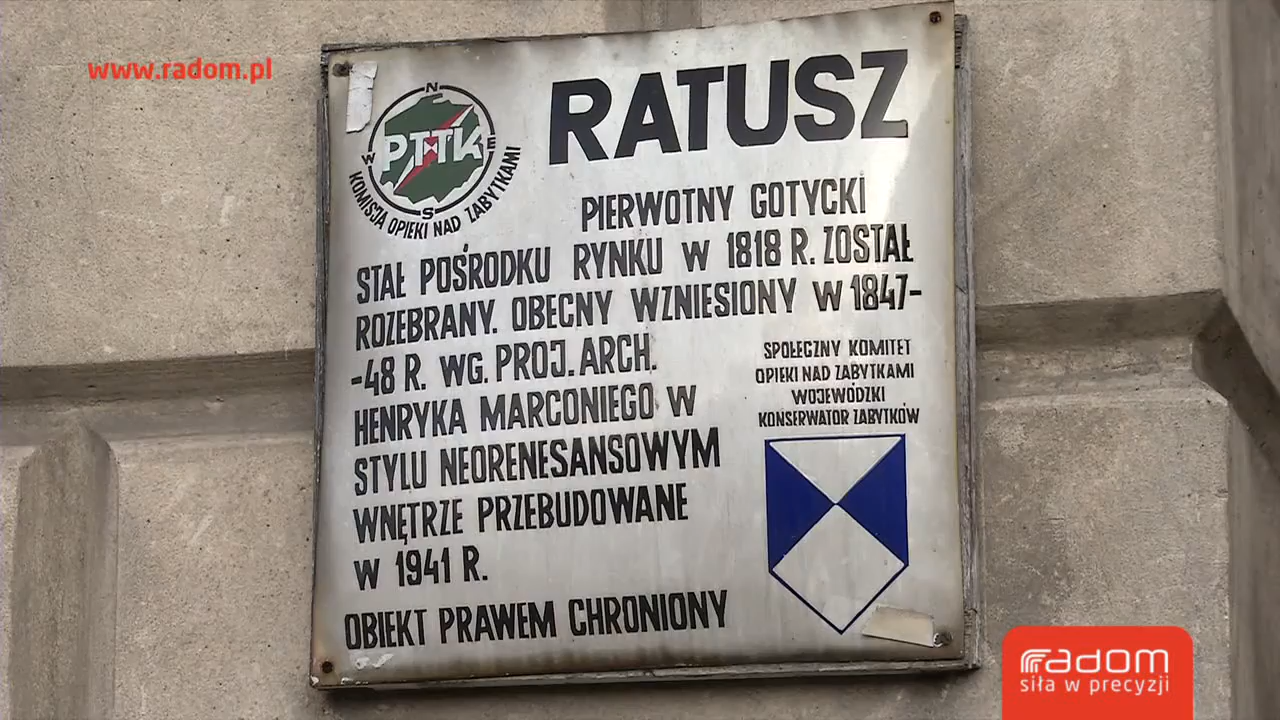 www.radom.pl
N
PTTK
W
E
S
KOMISJA OPIEKI NAD ZABYTKAMI
RATUSZ
PIERWOTNY GOTYCKI
STAŁ POŚRODKU RYNKU W 1818 R. ZOSTAŁ
ROZEBRANY. OBECNY WZNIESIONY W 1847-
-48 R. WG. PROJ. ARCH.
HENRYKA MARCONIEGO W
STYLU NEORENESANSOWYM
WNĘTRZE PRZEBUDOWANE
W 1941 R.
OBIEKT PRAWEM CHRONIONY
SPOŁECZNY KOMITET
OPIEKI NAD ZABYTKAMI
WOJEWÓDZKI
KONSERWATOR ZABYTKÓW
radom
siła w precyzji